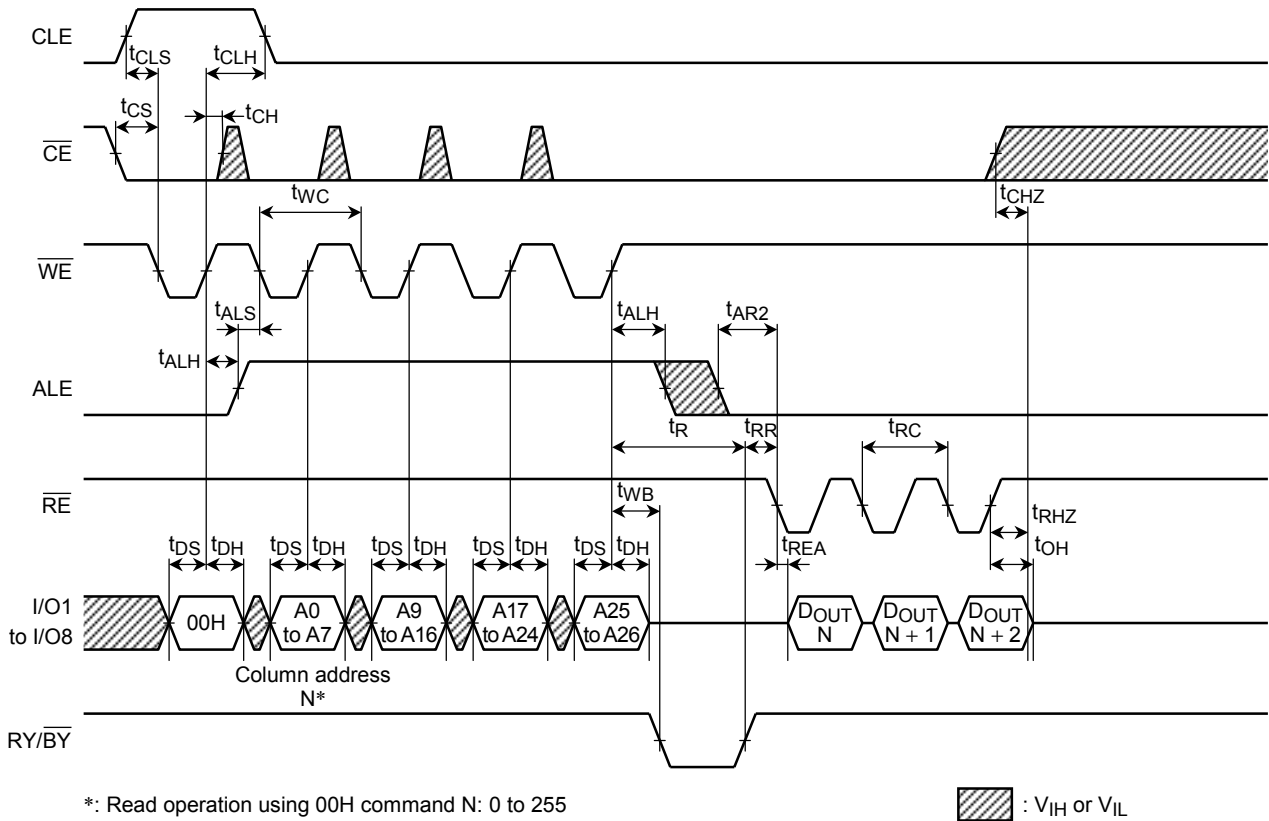 CLE
tCLS
tCLH
tCS
tCH
CE
tWC
tCHZ
WE
tALS
tALH
tAR2
tALH
ALE
tR
tRR
tRC
RE
tWB
tRHZ
tDS
tDH
tDS
tDH
tDS
tDH
tDS
tDH
tDS
tDH
tREA
tOH
I/O1
to I/O8
00H
A0
to A7
A9
to A16
A17
to A24
A25
to A26
DOUT
N
DOUT
N + 1
DOUT
N + 2
Column address
N*
RY/BY
*: Read operation using 00H command N: 0 to 255
: VIH or VIL